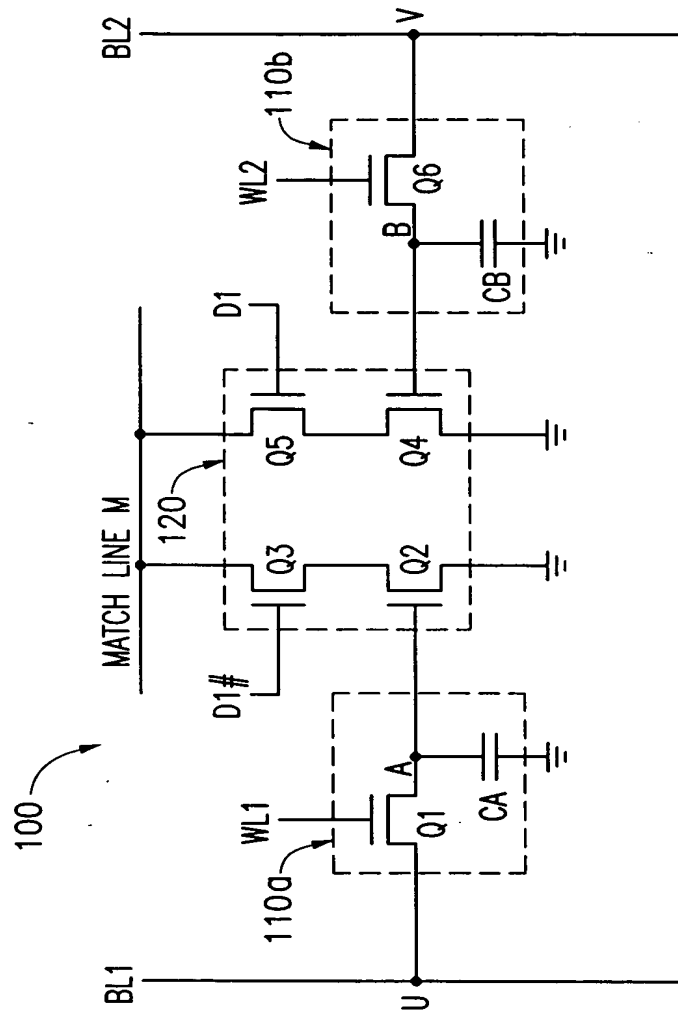 100
MATCH LINE M
BL1
BL2
WL1
110a
D1#
120
D1
WL2
110b
Q3
Q5
U
Q1
A
CA
Q2
Q4
B
CB
Q6
V